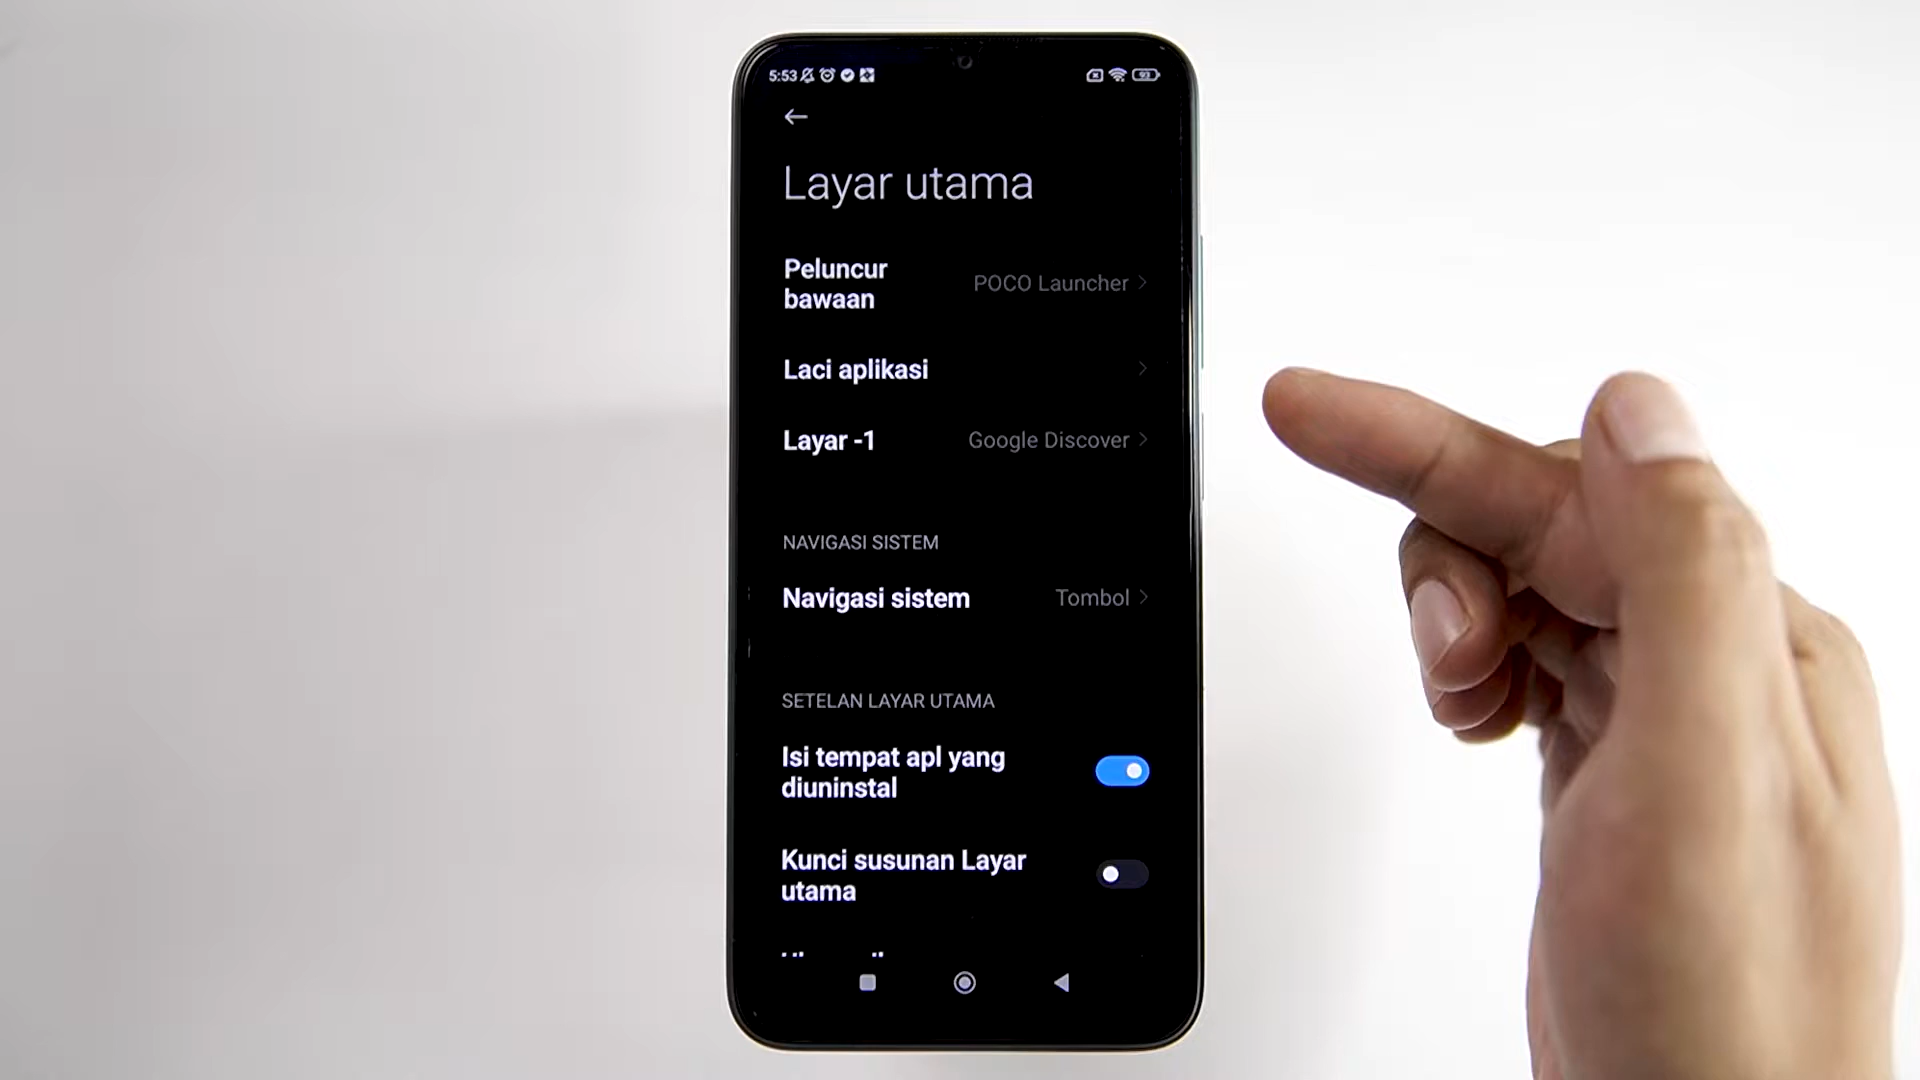 5:53
93
Layar utama
Peluncur
bawaan
POCO Launcher
Laci aplikasi
Layar -1
Google Discover
NAVIGASI SISTEM
Navigasi sistem
Tombol
SETELAN LAYAR UTAMA
Isi tempat apl yang
diuninstal
Kunci susunan Layar
utama